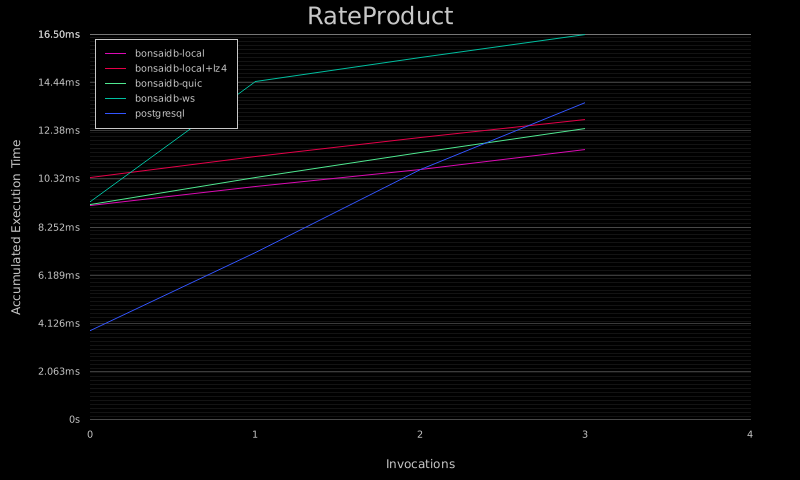 RateProduct
16.50ms
bonsaidb-local
bonsaidb-local+lz4
bonsaidb-quic
bonsaidb-ws
postgresql
14.44ms
12.38ms
10.32ms
8.252ms
6.189ms
4.126ms
2.063ms
0s
Accumulated Execution Time
0 1 2 3 4
Invocations